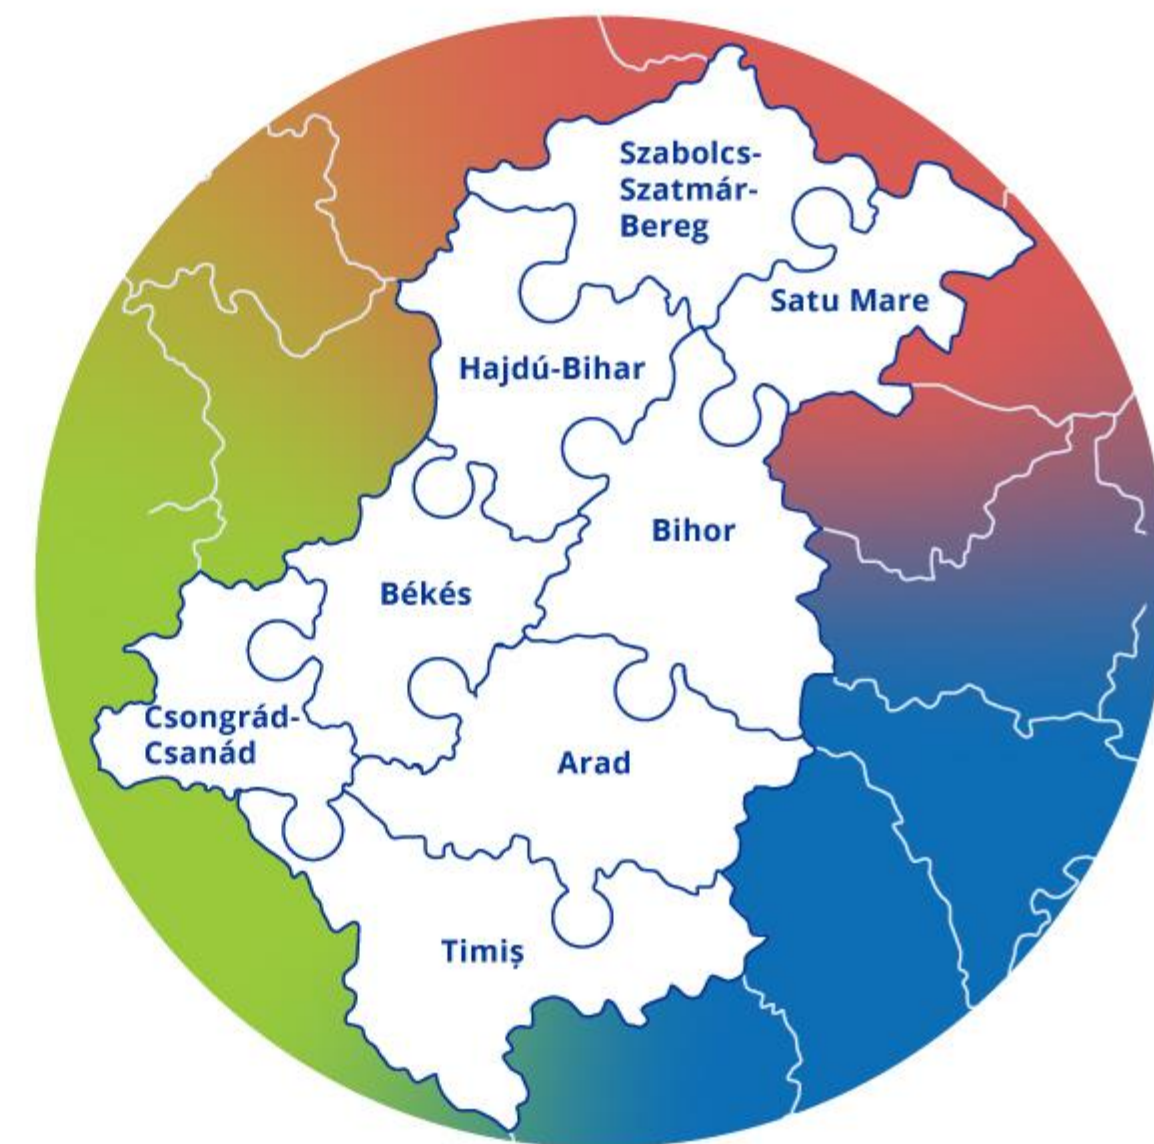 Szabolcs-
Szatmár-
Bereg
Satu Mare
Hajdú-Bihar
Bihor
Békés
Csongrád-
Csanád
Arad
Timiș